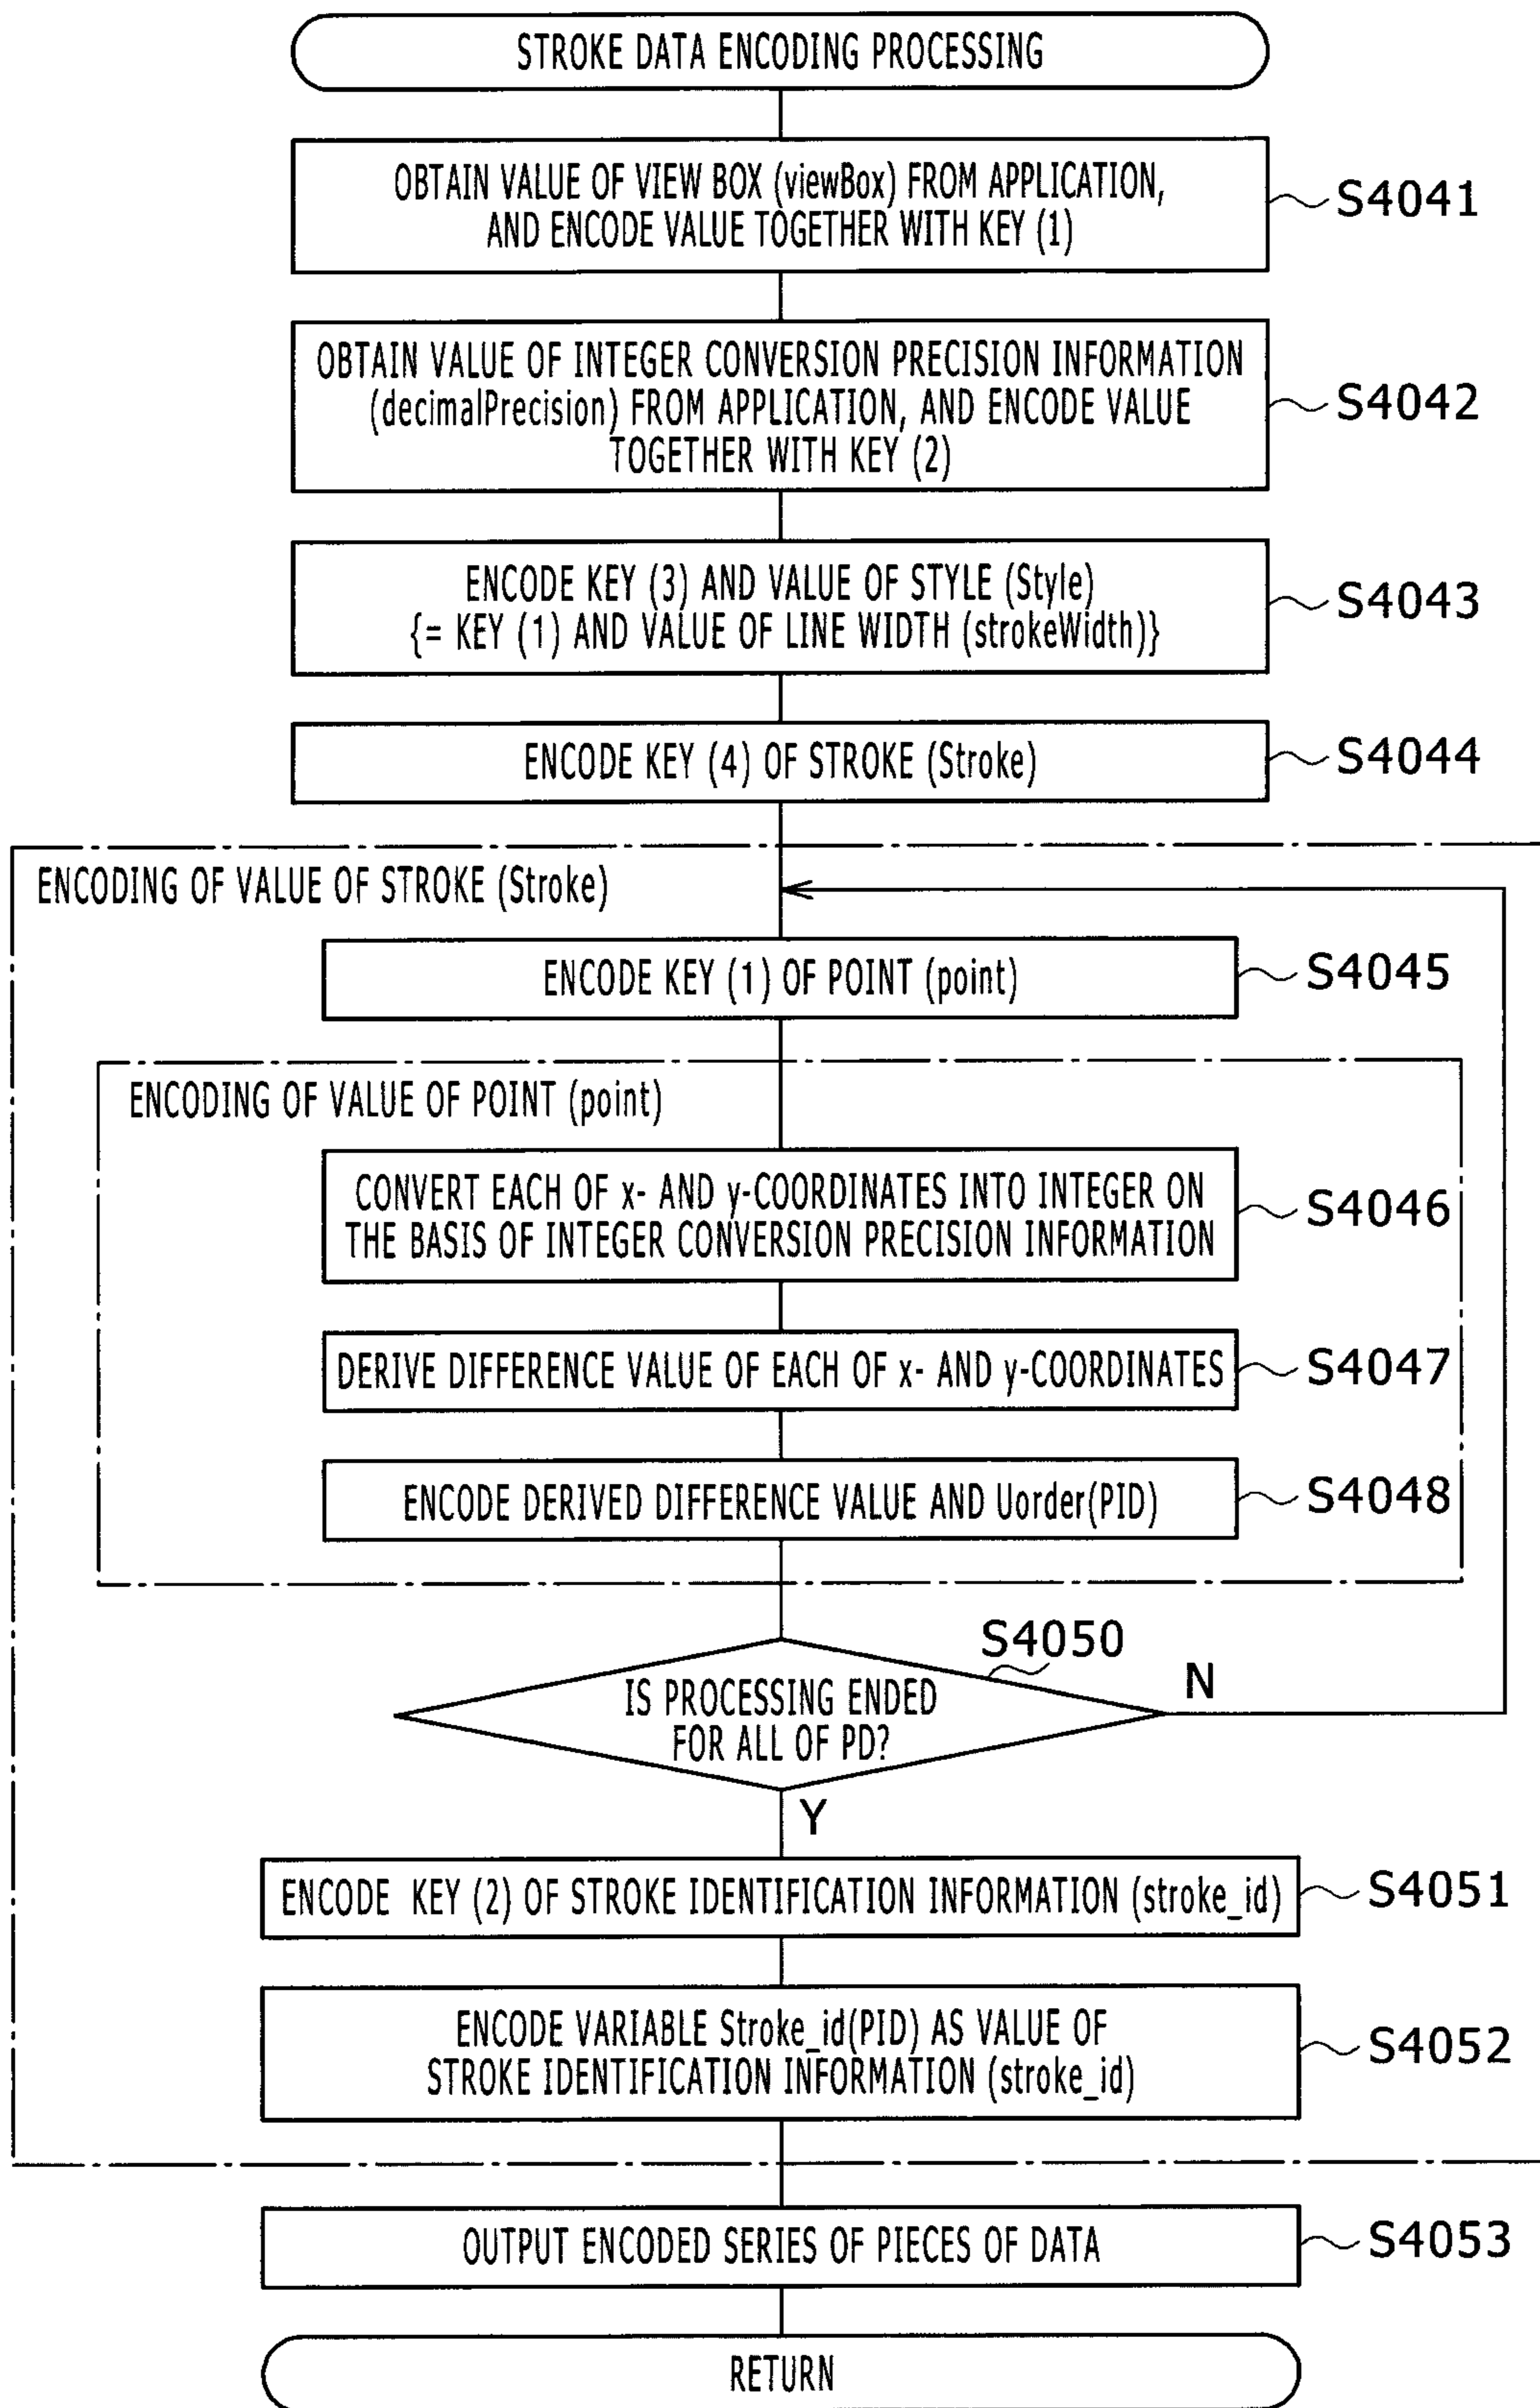 STROKE DATA ENCODING PROCESSING
OBTAIN VALUE OF VIEW BOX (viewBox) FROM APPLICATION,
AND ENCODE VALUE TOGETHER WITH KEY (1)
S4041
OBTAIN VALUE OF INTEGER CONVERSION PRECISION INFORMATION
(decimalPrecision) FROM APPLICATION, AND ENCODE VALUE
TOGETHER WITH KEY (2)
S4042
ENCODE KEY (3) AND VALUE OF STYLE (Style)
{= KEY (1) AND VALUE OF LINE WIDTH (strokeWidth)}
S4043
ENCODE KEY (4) OF STROKE (Stroke)
S4044
ENCODING OF VALUE OF STROKE (Stroke)
ENCODE KEY (1) OF POINT (point)
S4045
ENCODING OF VALUE OF POINT (point)
CONVERT EACH OF x- AND y-COORDINATES INTO INTEGER ON
THE BASIS OF INTEGER CONVERSION PRECISION INFORMATION
S4046
DERIVE DIFFERENCE VALUE OF EACH OF x- AND y-COORDINATES
S4047
ENCODE DERIVED DIFFERENCE VALUE AND Uorder(PID)
S4048
S4050
IS PROCESSING ENDED
FOR ALL OF PD?
N
Y
ENCODE KEY (2) OF STROKE IDENTIFICATION INFORMATION (stroke_id)
S4051
ENCODE VARIABLE Stroke_id(PID) AS VALUE OF
STROKE IDENTIFICATION INFORMATION (stroke_id)
S4052
OUTPUT ENCODED SERIES OF PIECES OF DATA
S4053
RETURN